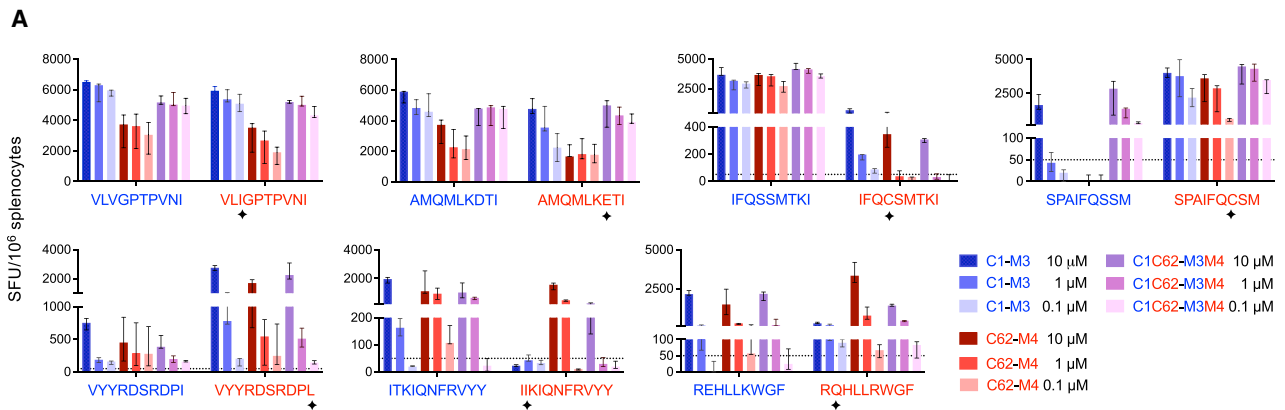 A
SFU/10⁶ splenocytes
8000
6000
4000
2000
0
VLVGPTPVNI VLIGPTPVNI
✦
8000
6000
4000
2000
0
AMQMLKDTI AMQMLKETI
✦
5000
2500
400
200
0
IFQSSMTKI IFQCSMTKI
✦
5000
2500
100
50
0
SPAIFQSSM SPAIFQCSM
✦
4000
2000
1000
500
0
VYYRDSRDPI VYYRDSRDPL
✦
4000
2000
200
100
0
ITKIQNFRVYY IIKIQNFRVYY
✦
5000
2500
100
50
0
REHLLKWGF RQHLLRWGF
✦
C1-M3 10 μM
C1-M3 1 μM
C1-M3 0.1 μM
C62-M4 10 μM
C62-M4 1 μM
C62-M4 0.1 μM
C1C62-M3M4 10 μM
C1C62-M3M4 1 μM
C1C62-M3M4 0.1 μM